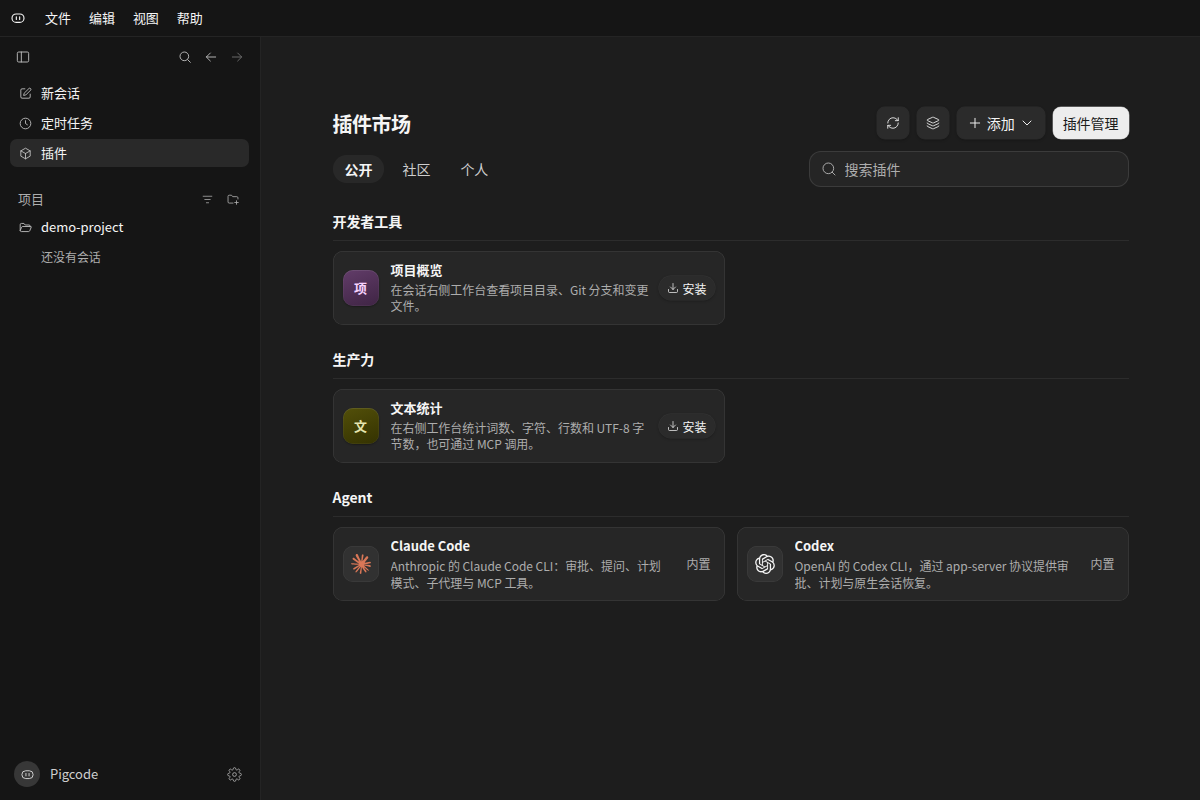 文件 编辑 视图 帮助
新会话
定时任务
插件
项目
demo-project
还没有会话
Pigcode
插件市场
添加
插件管理
公开 社区 个人
搜索插件
开发者工具
项
项目概览
在会话右侧工作台查看项目目录、Git 分支和变更
文件。
安装
生产力
文
文本统计
在右侧工作台统计词数、字符、行数和 UTF-8 字
节数，也可通过 MCP 调用。
安装
Agent
Claude Code
Anthropic 的 Claude Code CLI：审批、提问、计划
模式、子代理与 MCP 工具。
内置
Codex
OpenAI 的 Codex CLI，通过 app-server 协议提供审
批、计划与原生会话恢复。
内置